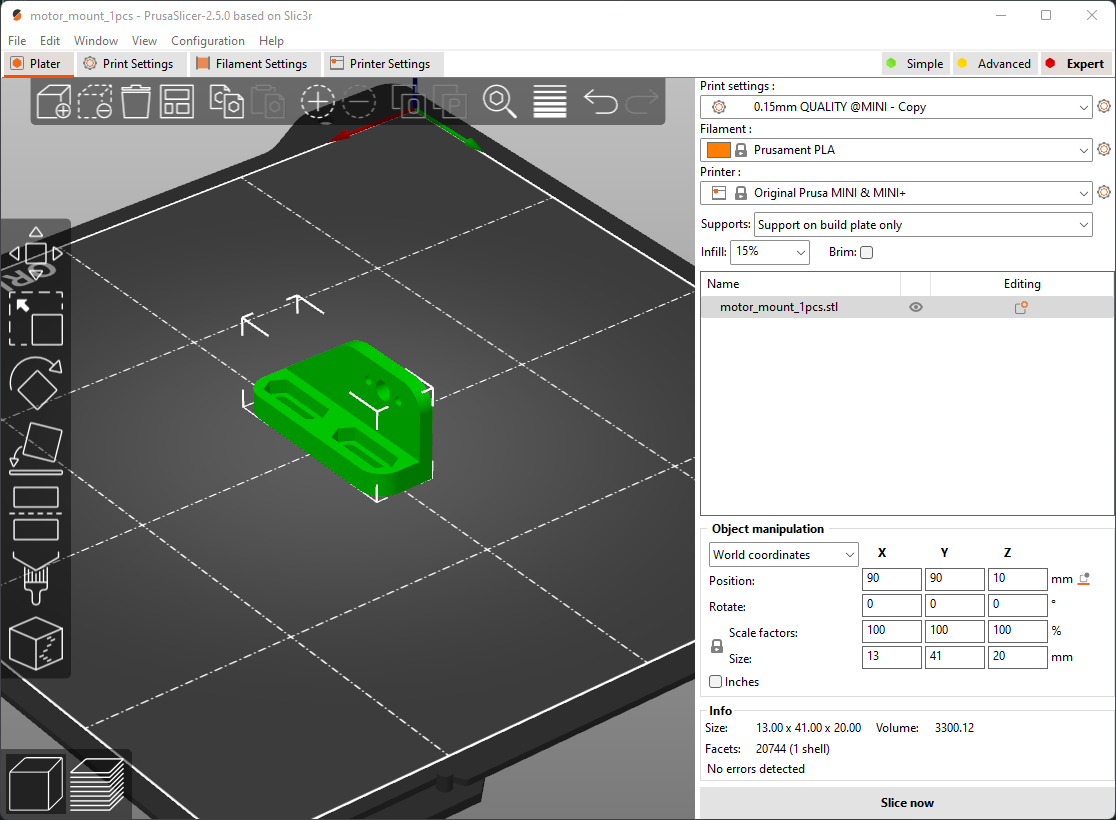 motor_mount_1pcs - PrusaSlicer-2.5.0 based on Slic3r
File Edit Window View Configuration Help
Plater Print Settings Filament Settings Printer Settings Simple Advanced Expert
Print settings :
0.15mm QUALITY @MINI - Copy
Filament :
Prusament PLA
Printer :
Original Prusa MINI & MINI+
Supports: Support on build plate only
Infill: 15% Brim:
Name Editing
motor_mount_1pcs.stl
Object manipulation
World coordinates X Y Z
Position: 90 90 10 mm
Rotate: 0 0 0 °
Scale factors: 100 100 100 %
Size: 13 41 20 mm
Inches
Info
Size: 13.00 x 41.00 x 20.00 Volume: 3300.12
Facets: 20744 (1 shell)
No errors detected
Slice now